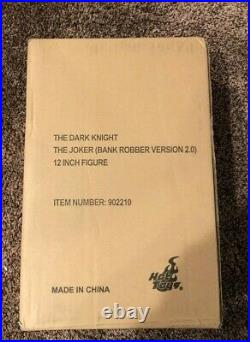 THE DARK KNIGHT
THE JOKER (BANK ROBBER VERSION 2.0)
12 INCH FIGURE
ITEM NUMBER: 902210
HOT TOYS
MADE IN CHINA